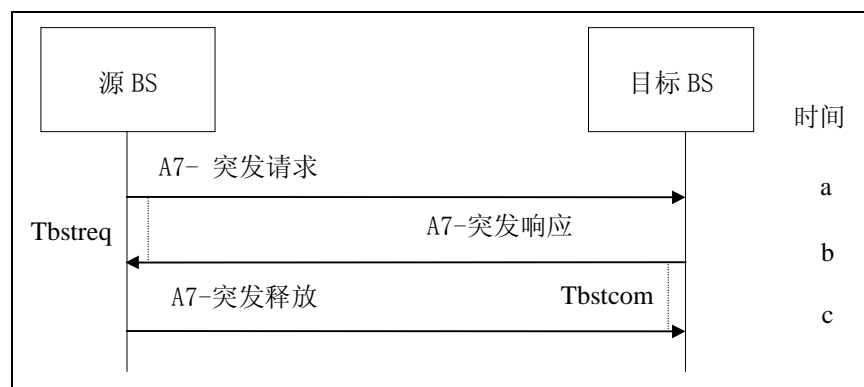 源 BS
目标 BS
时间
A7- 突发请求
a
Tbstreq
A7-突发响应
b
A7-突发释放
Tbstcom
c